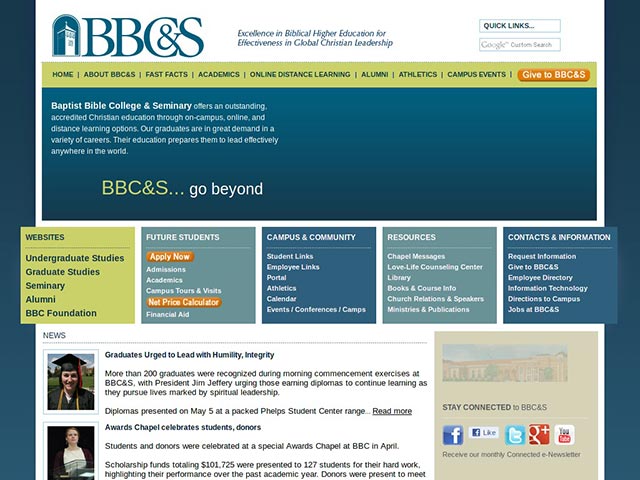 BBC&S
Excellence in Biblical Higher Education for
Effectiveness in Global Christian Leadership
QUICK LINKS...
Google™ Custom Search
HOME | ABOUT BBC&S | FAST FACTS | ACADEMICS | ONLINE DISTANCE LEARNING | ALUMNI | ATHLETICS | CAMPUS EVENTS | Give to BBC&S
Baptist Bible College & Seminary offers an outstanding,
accredited Christian education through on-campus, online, and
distance learning options. Our graduates are in great demand in a
variety of careers. Their education prepares them to lead effectively
anywhere in the world.
BBC&S... go beyond
WEBSITES
Undergraduate Studies
Graduate Studies
Seminary
Alumni
BBC Foundation
FUTURE STUDENTS
Apply Now
Admissions
Academics
Campus Tours & Visits
Net Price Calculator
Financial Aid
CAMPUS & COMMUNITY
Student Links
Employee Links
Portal
Athletics
Calendar
Events / Conferences / Camps
RESOURCES
Chapel Messages
Love-Life Counseling Center
Library
Books & Course Info
Church Relations & Speakers
Ministries & Publications
CONTACTS & INFORMATION
Request Information
Give to BBC&S
Employee Directory
Information Technology
Directions to Campus
Jobs at BBC&S
NEWS
Graduates Urged to Lead with Humility, Integrity
More than 200 graduates were recognized during morning commencement exercises at
BBC&S, with President Jim Jeffery urging those earning diplomas to continue learning as
they pursue lives marked by spiritual leadership.
Diplomas presented on May 5 at a packed Phelps Student Center range... Read more
Awards Chapel celebrates students, donors
Students and donors were celebrated at a special Awards Chapel at BBC in April.
Scholarship funds totaling $101,725 were presented to 127 students for their hard work,
highlighting their performance over the past academic year. Donors were present to meet
STAY CONNECTED to BBC&S
f
Like
t
g+1
You Tube
Receive our monthly Connected e-Newsletter